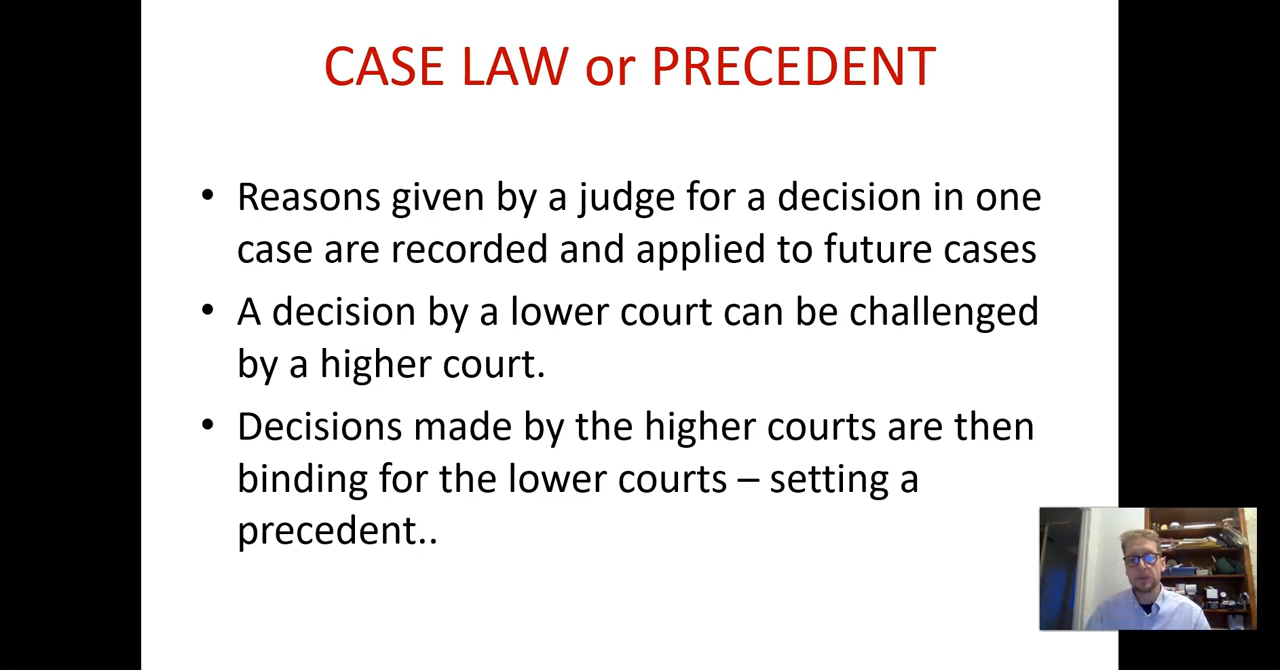 CASE LAW or PRECEDENT
• Reasons given by a judge for a decision in one
case are recorded and applied to future cases
• A decision by a lower court can be challenged
by a higher court.
• Decisions made by the higher courts are then
binding for the lower courts – setting a
precedent..